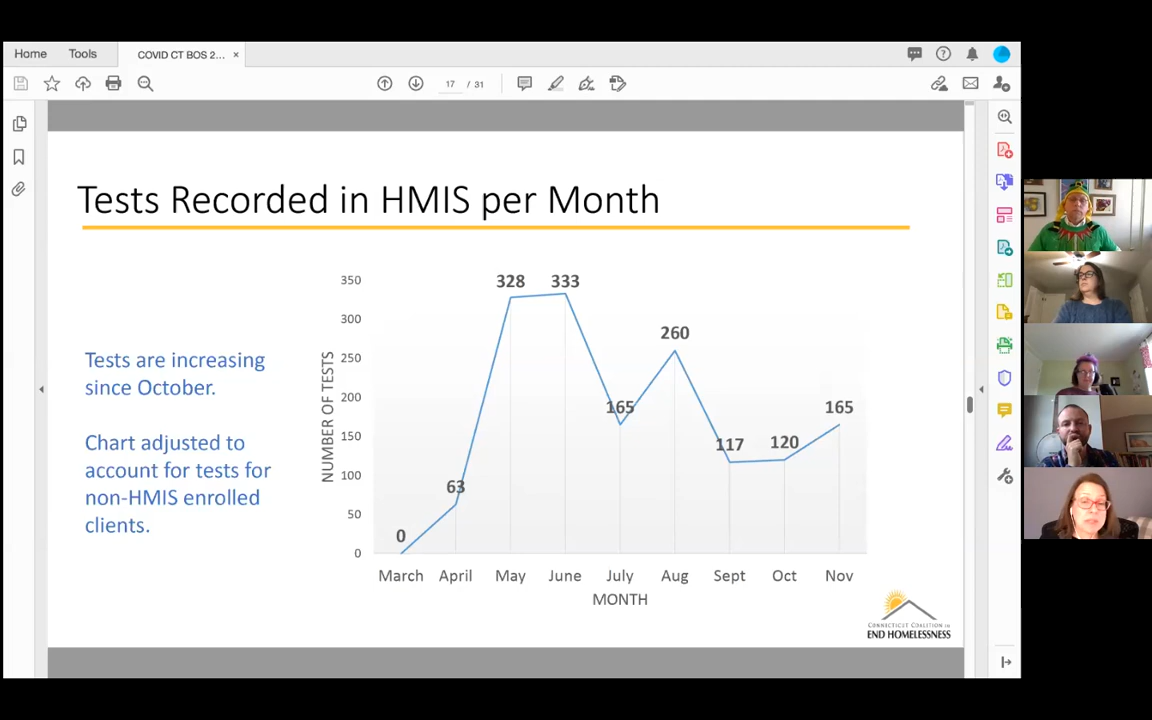 Home
Tools
COVID CT BOS 2... ×
17 / 31
Tests Recorded in HMIS per Month
Tests are increasing
since October.
Chart adjusted to
account for tests for
non-HMIS enrolled
clients.
NUMBER OF TESTS
350
300
250
200
150
100
50
0
0
63
328
333
165
260
117
120
165
March April May June July Aug Sept Oct Nov
MONTH
CONNECTICUT COALITION to
END HOMELESSNESS